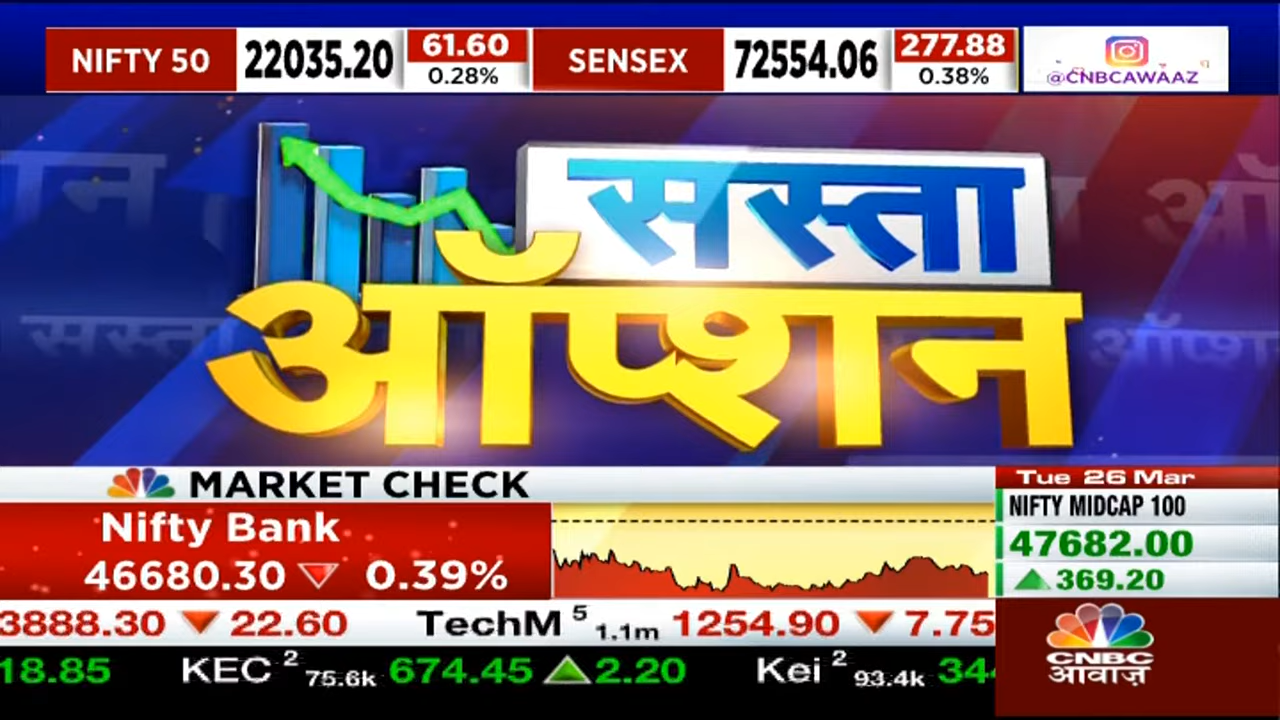 NIFTY 50 22035.20 61.60 0.28% SENSEX 72554.06 277.88 0.38% @CNBCAWAAZ
सस्ता
ऑप्शन
MARKET CHECK
Nifty Bank
46680.30 0.39%
Tue 26 Mar
NIFTY MIDCAP 100
47682.00
369.20
3888.30 22.60 TechM 5 1.1m 1254.90 7.75
18.85 KEC 2 75.6k 674.45 2.20 Kei 2 93.4k 344
CNBC
आवाज़